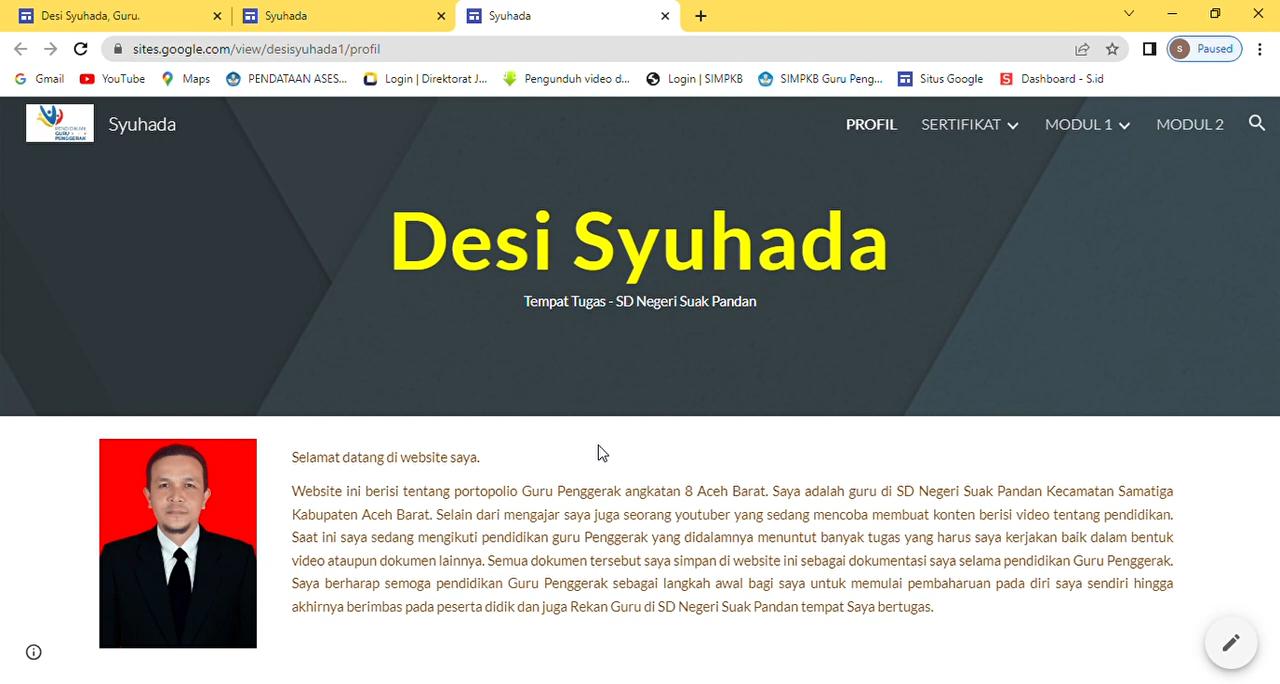 Desi Syuhada, Guru.
Syuhada
Syuhada
sites.google.com/view/desisyuhada1/profil
S
Paused
Gmail
YouTube
Maps
PENDATAAN ASES...
Login | Direktorat J...
Pengunduh video d...
Login | SIMPKB
SIMPKB Guru Peng...
Situs Google
Dashboard - S.id
PENDIDIKAN
GURU
PENGGERAK
Syuhada
PROFIL
SERTIFIKAT
MODUL 1
MODUL 2
Desi Syuhada
Tempat Tugas - SD Negeri Suak Pandan
Selamat datang di website saya.
Website ini berisi tentang portopolio Guru Penggerak angkatan 8 Aceh Barat. Saya adalah guru di SD Negeri Suak Pandan Kecamatan Samatiga
Kabupaten Aceh Barat. Selain dari mengajar saya juga seorang youtuber yang sedang mencoba membuat konten berisi video tentang pendidikan.
Saat ini saya sedang mengikuti pendidikan guru Penggerak yang didalamnya menuntut banyak tugas yang harus saya kerjakan baik dalam bentuk
video ataupun dokumen lainnya. Semua dokumen tersebut saya simpan di website ini sebagai dokumentasi saya selama pendidikan Guru Penggerak.
Saya berharap semoga pendidikan Guru Penggerak sebagai langkah awal bagi saya untuk memulai pembaharuan pada diri saya sendiri hingga
akhirnya berimbas pada peserta didik dan juga Rekan Guru di SD Negeri Suak Pandan tempat Saya bertugas.